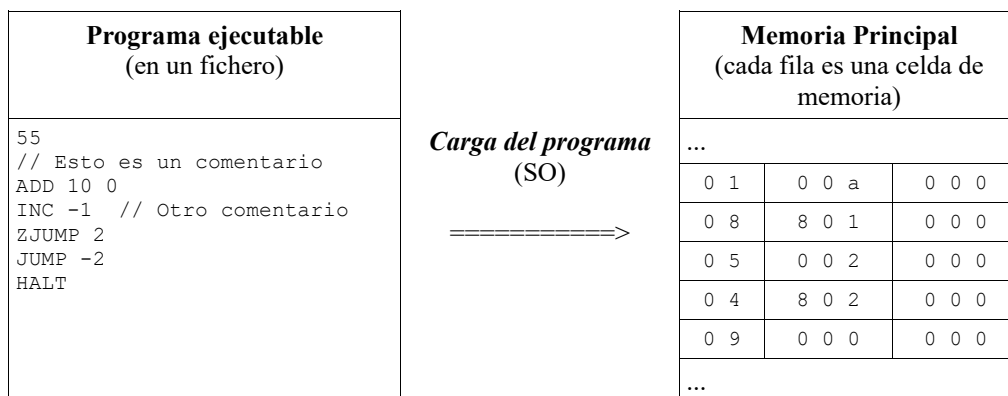 Programa ejecutable
(en un fichero)
55
// Esto es un comentario
ADD 10 0
INC -1  // Otro comentario
ZJUMP 2
JUMP -2
HALT
Carga del programa
(SO)
===========>
Memoria Principal
(cada fila es una celda de
memoria)
...
0 1 0 0 a 0 0 0
0 8 8 0 1 0 0 0
0 5 0 0 2 0 0 0
0 4 8 0 2 0 0 0
0 9 0 0 0 0 0 0
...